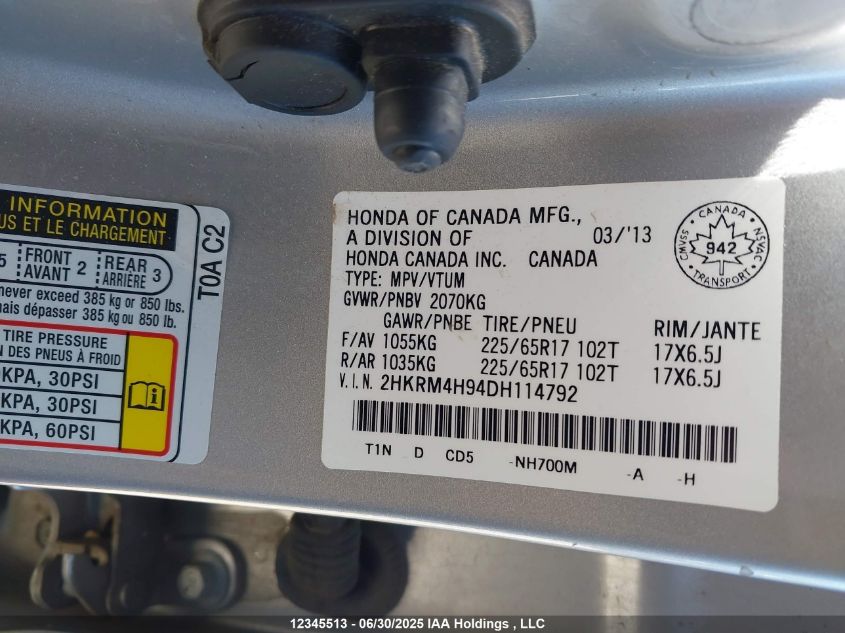 INFORMATION
US ET LE CHARGEMENT
5 FRONT AVANT 2 REAR ARRIÈRE 3
never exceed 385 kg or 850 lbs.
mais dépasser 385 kg ou 850 lb.
TIRE PRESSURE
DES PNEUS À FROID
KPA, 30PSI
KPA, 30PSI
KPA, 60PSI
T0A C2
HONDA OF CANADA MFG.,
A DIVISION OF 03/'13
HONDA CANADA INC. CANADA
TYPE: MPV/VTUM
GVWR/PNBV 2070KG
GAWR/PNBE TIRE/PNEU RIM/JANTE
F/AV 1055KG 225/65R17 102T 17X6.5J
R/AR 1035KG 225/65R17 102T 17X6.5J
V.I.N. 2HKRM4H94DH114792
T1N D CD5 -NH700M -A -H
CANADA
CMVSS 942 NSVAC
TRANSPORT
12345513 - 06/30/2025 IAA Holdings , LLC